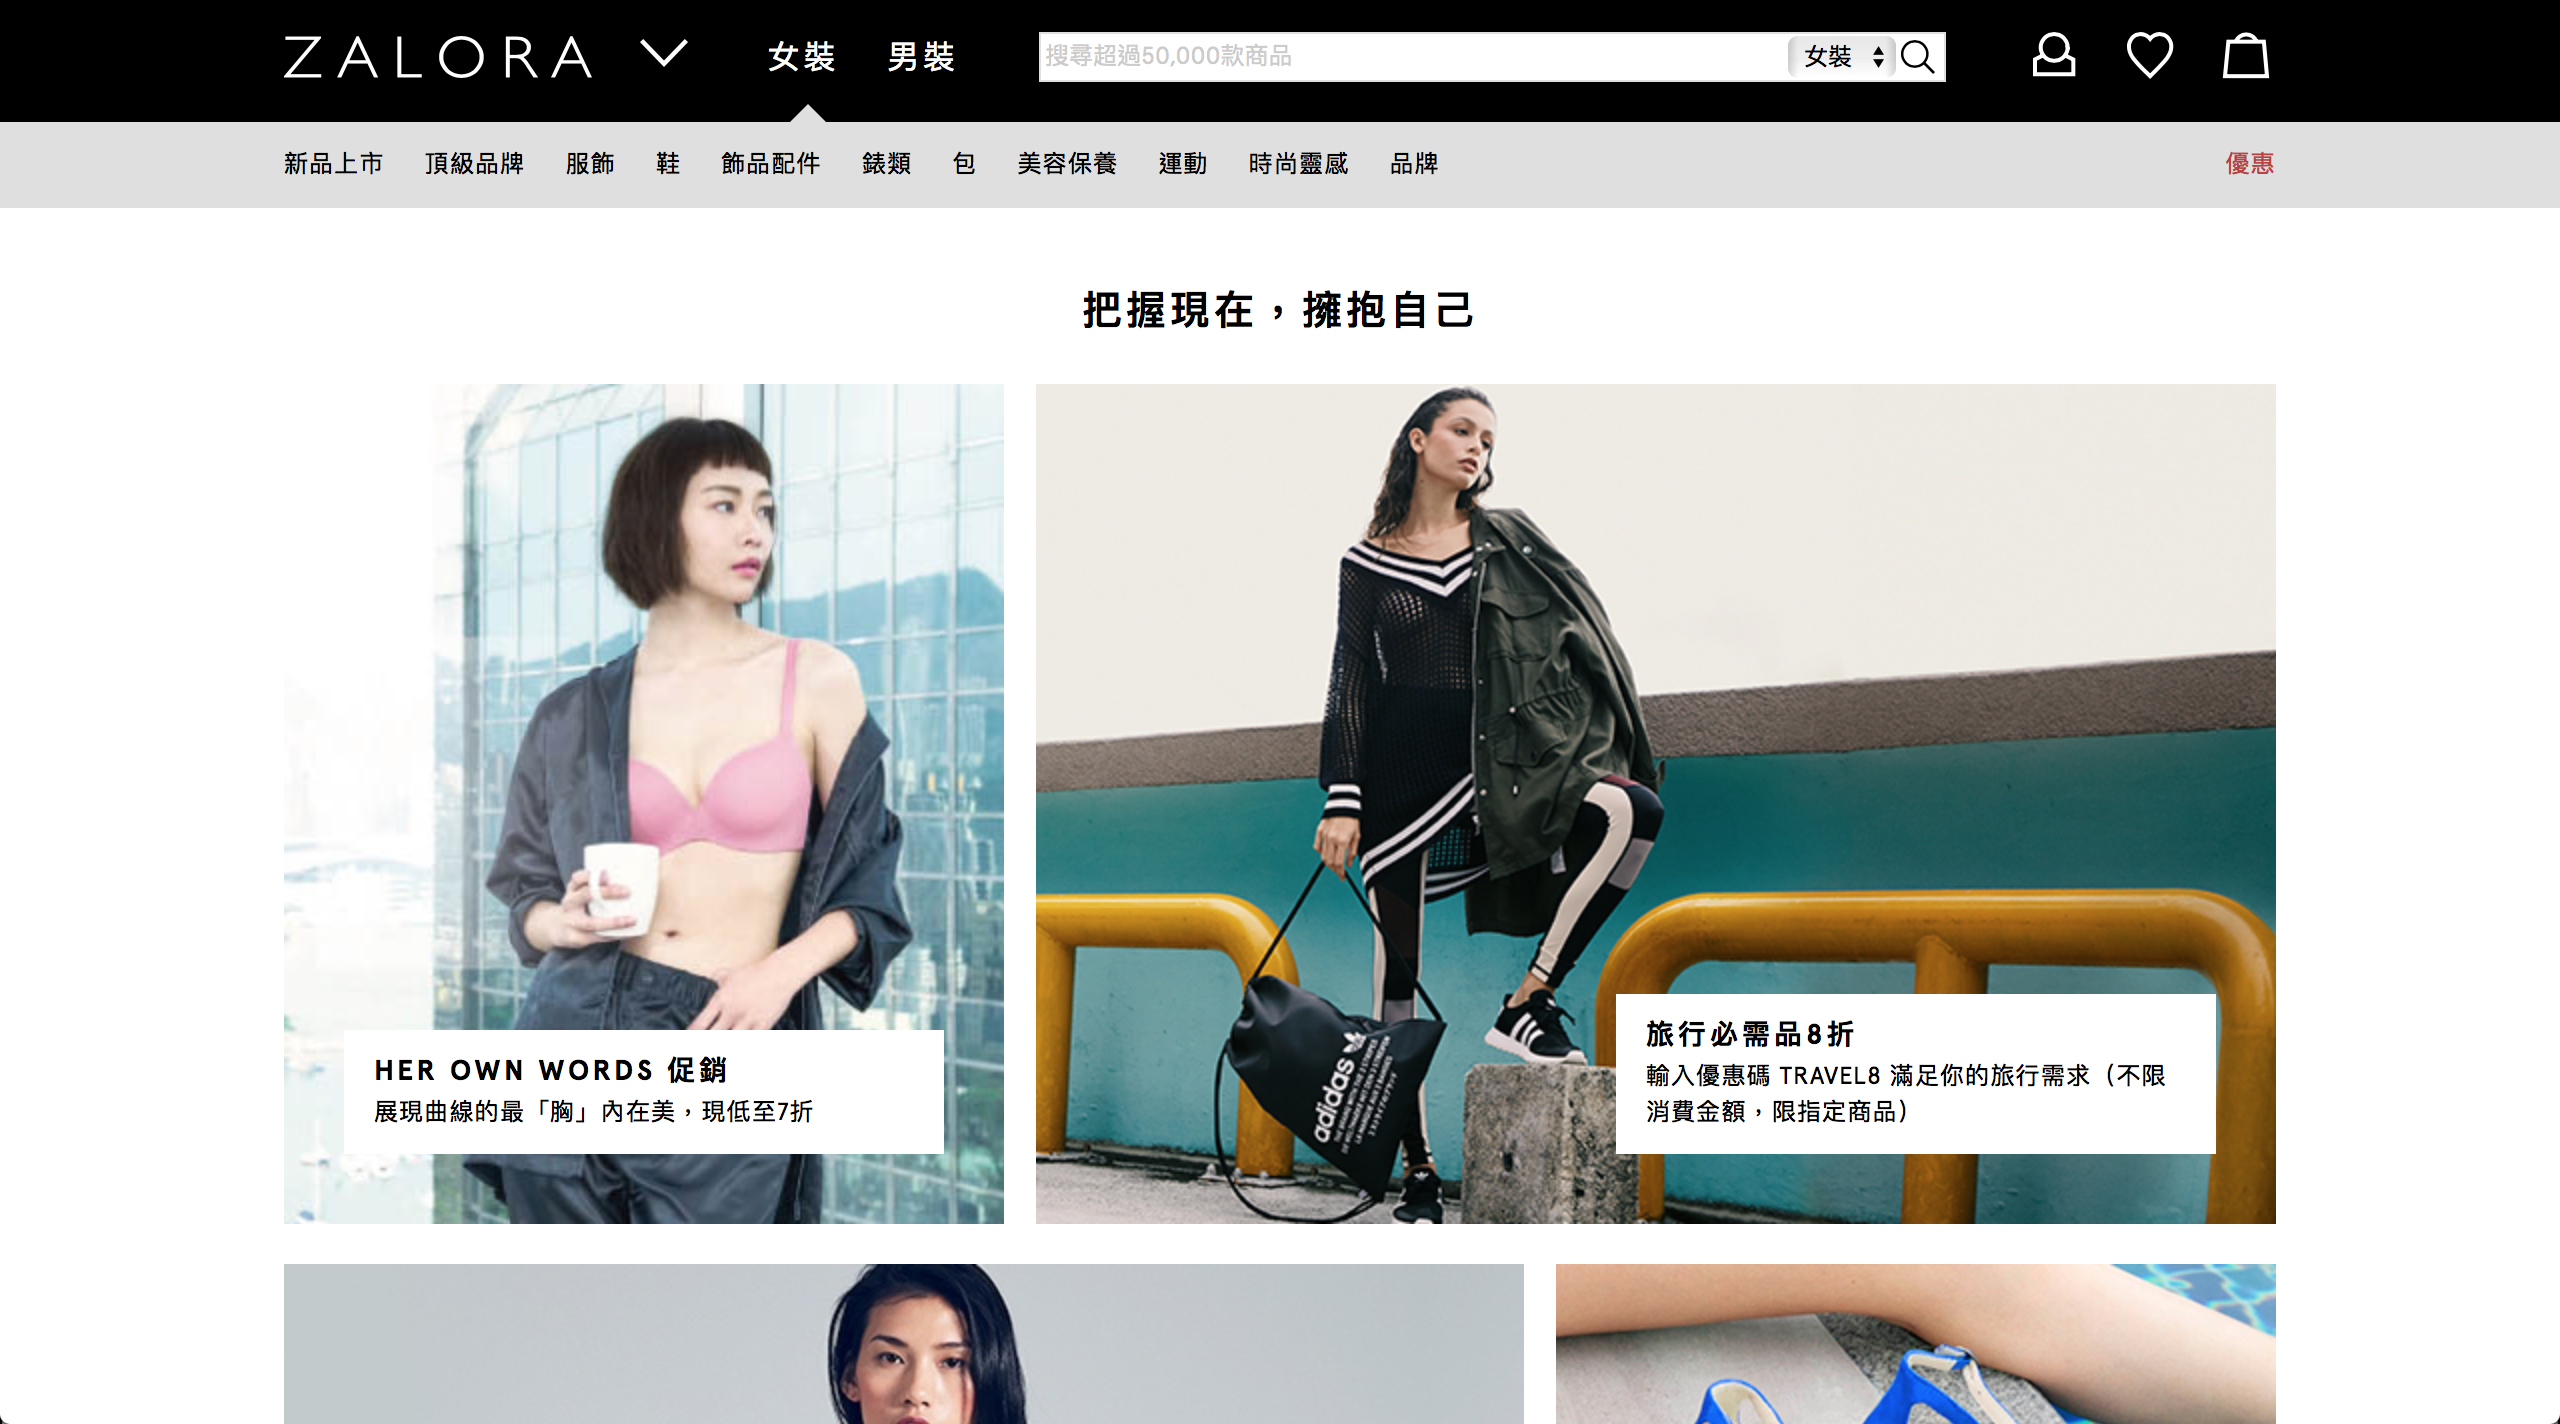 ZALORA
女裝
男裝
搜尋超過50,000款商品
女裝
新品上市
頂級品牌
服飾
鞋
飾品配件
錶類
包
美容保養
運動
時尚靈感
品牌
優惠
把握現在，擁抱自己
HER OWN WORDS 促銷
展現曲線的最「胸」內在美，現低至7折
adidas
旅行必需品8折
輸入優惠碼 TRAVEL8 滿足你的旅行需求（不限
消費金額，限指定商品）